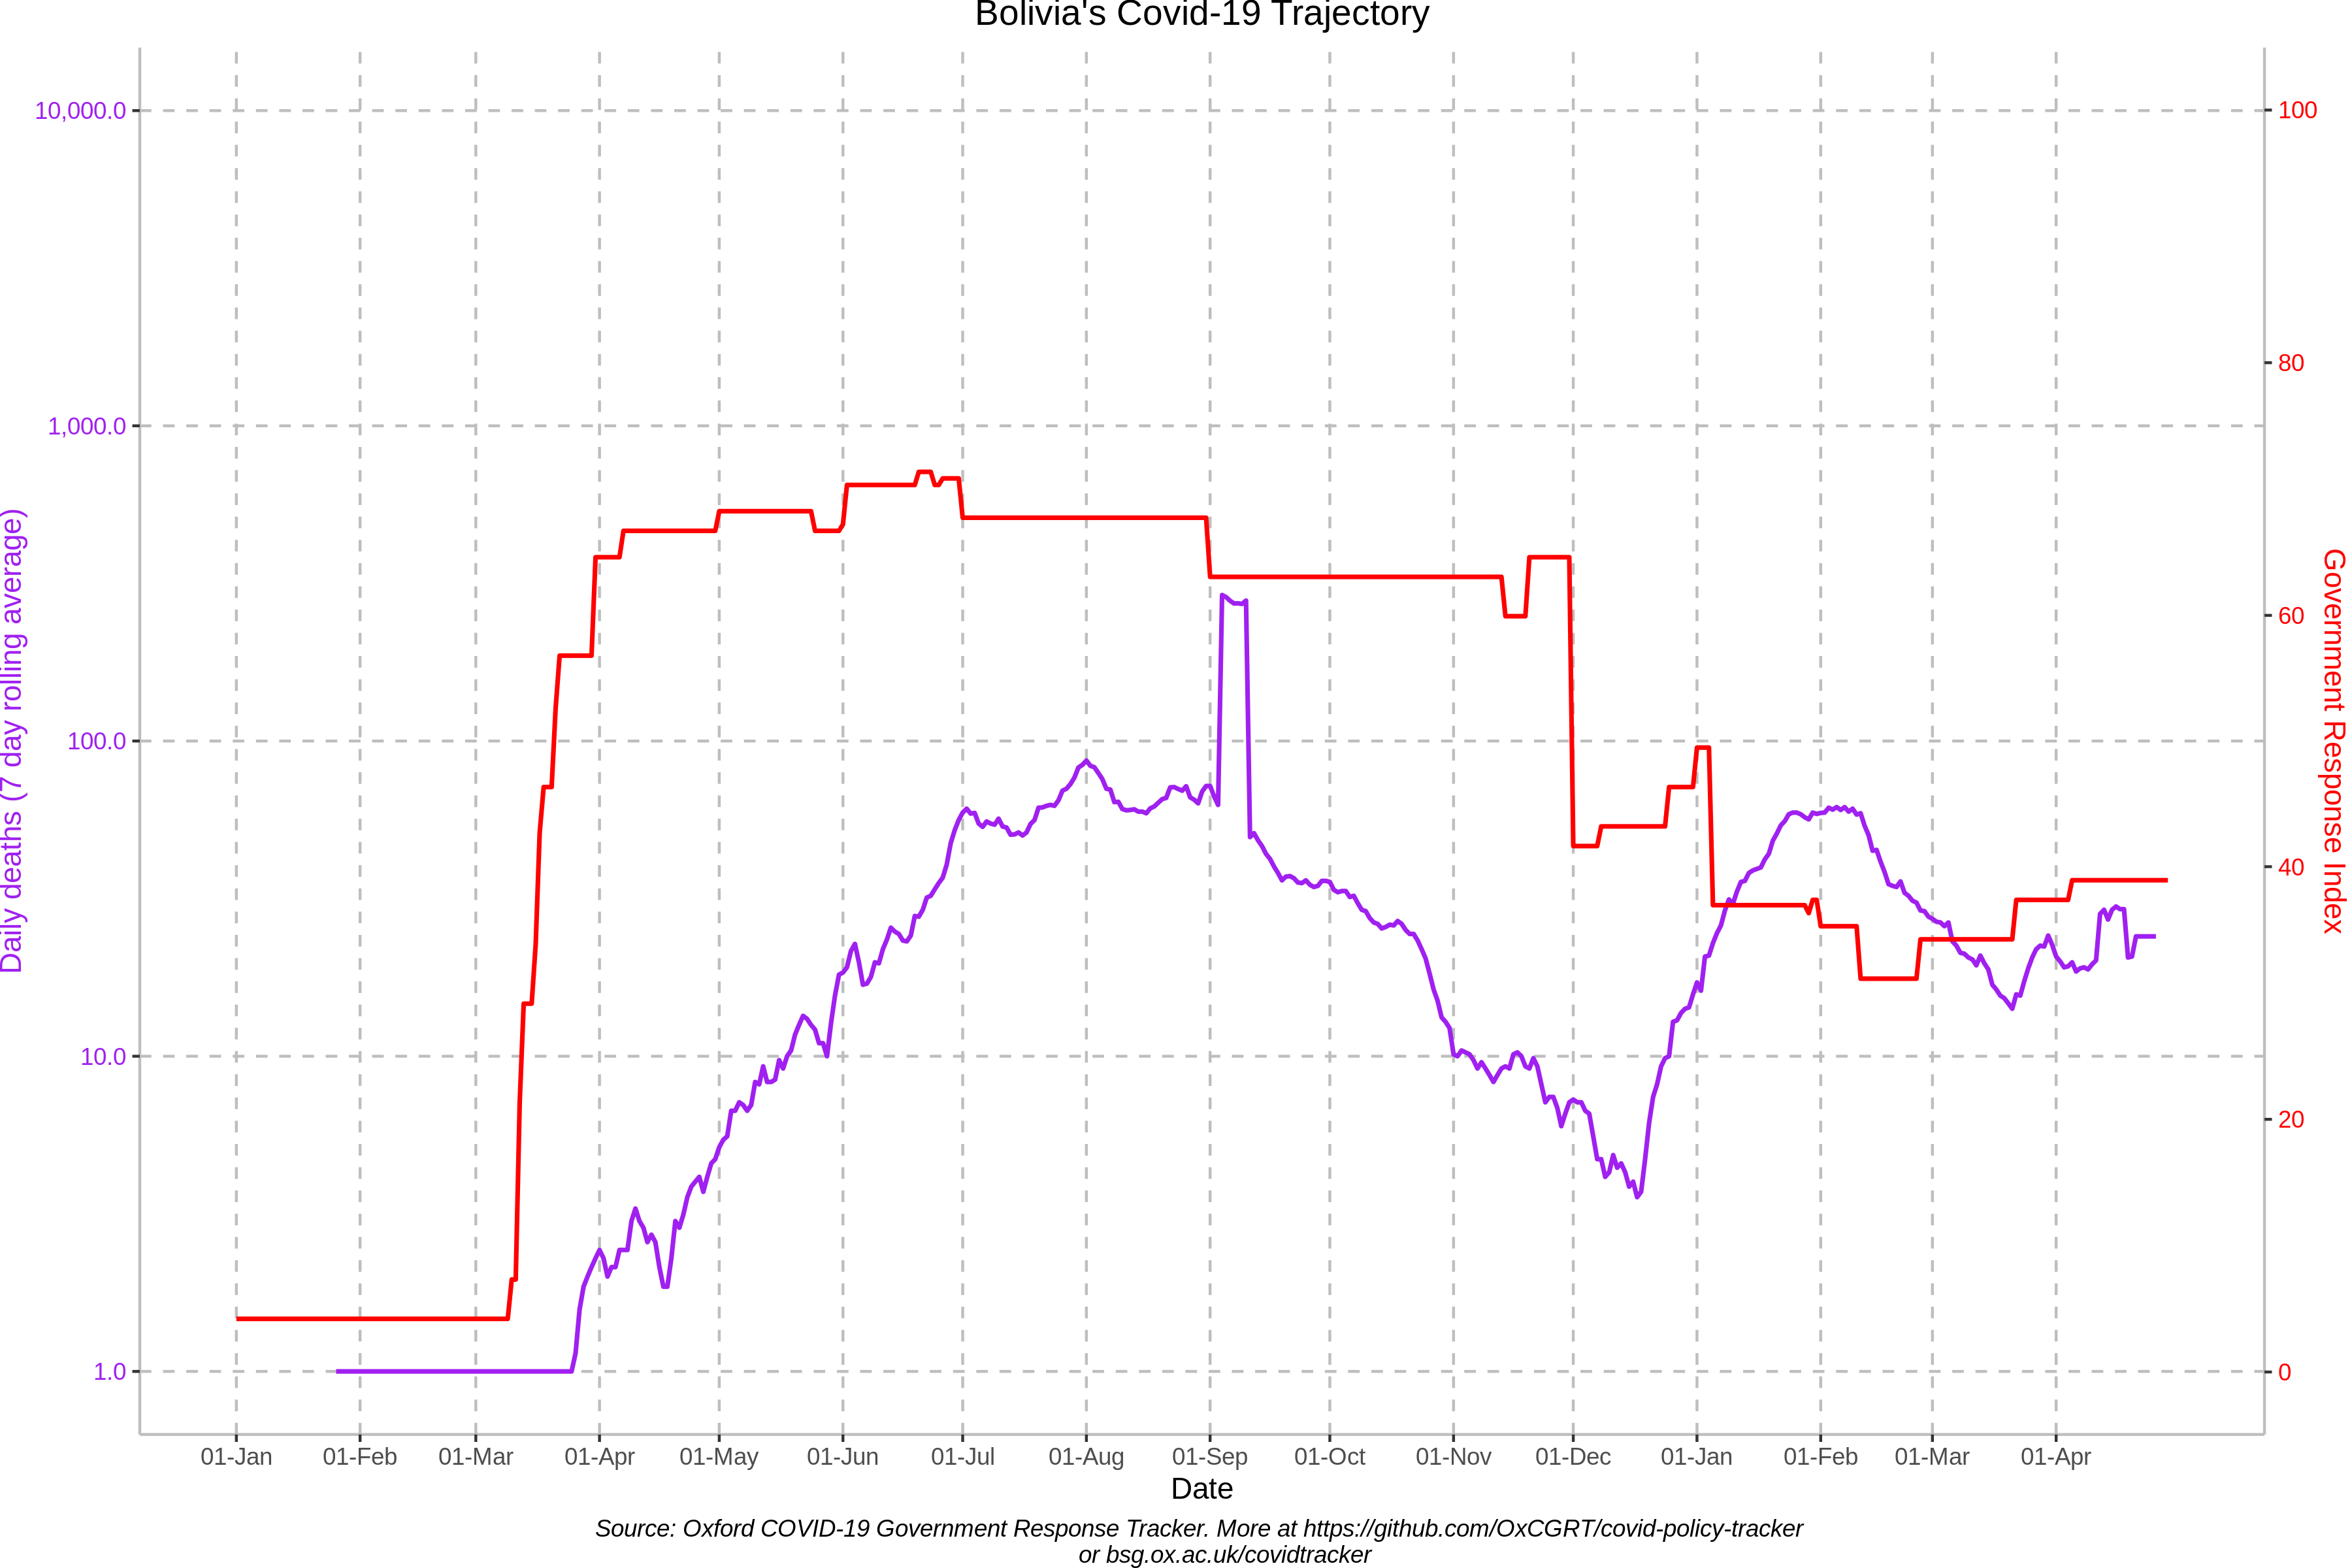 Bolivia's Covid-19 Trajectory
10,000.0
1,000.0
100.0
10.0
1.0
Daily deaths (7 day rolling average)
100
80
60
40
20
0
Government Response Index
01-Jan 01-Feb 01-Mar 01-Apr 01-May 01-Jun 01-Jul 01-Aug 01-Sep 01-Oct 01-Nov 01-Dec 01-Jan 01-Feb 01-Mar 01-Apr
Date
Source: Oxford COVID-19 Government Response Tracker. More at https://github.com/OxCGRT/covid-policy-tracker
or bsg.ox.ac.uk/covidtracker